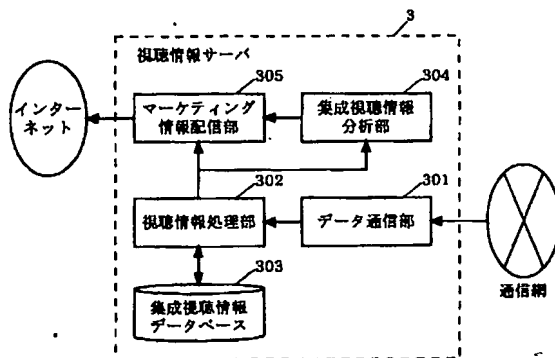 3
視聴情報サーバ
305
304
インター
ネット
マーケティング
情報配信部
集成視聴情報
分析部
302
301
視聴情報処理部
データ通信部
303
通信網
集成視聴情報
データベース